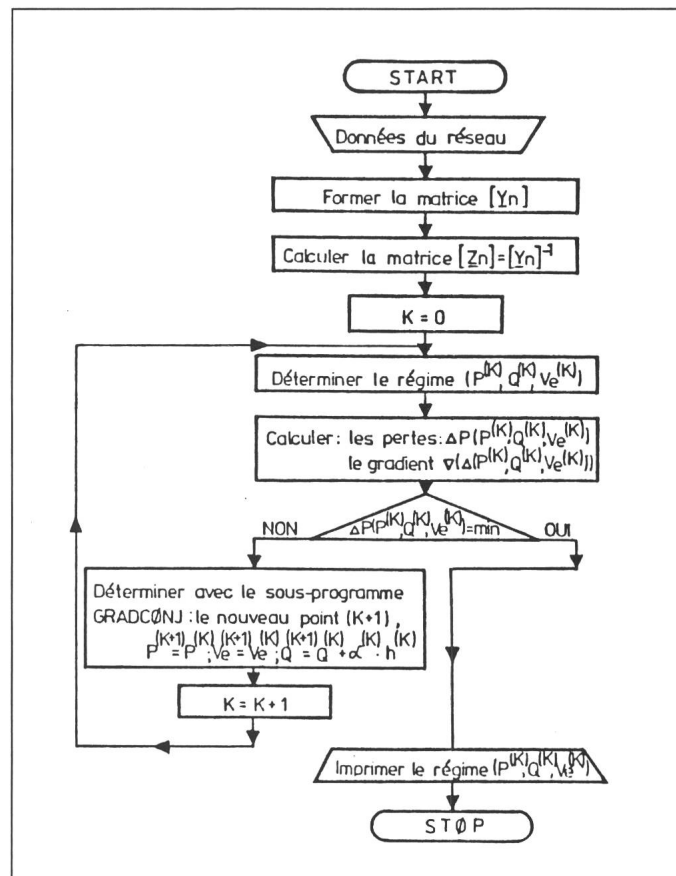 START
Données du réseau
Former la matrice [Yn]
Calculer la matrice [Zn]=[Yn]⁻¹
K = 0
Déterminer le régime (P^(K), Q^(K), Ve^(K))
Calculer: les pertes: ΔP(P^(K),Q^(K),Ve^(K))
le gradient ∇(Δ(P^(K),Q^(K),Ve^(K)))
ΔP(P^(K),Q^(K),Ve^(K))=min
NON
OUI
Déterminer avec le sous-programme
GRADCØNJ: le nouveau point (K+1),
P^(K+1)=P^(K);Ve^(K+1)=Ve^(K);Q^(K+1)=Q^(K)+α^(K)·h^(K)
K = K+1
Imprimer le régime (P^(K),Q^(K),Ve^(K))
STØP